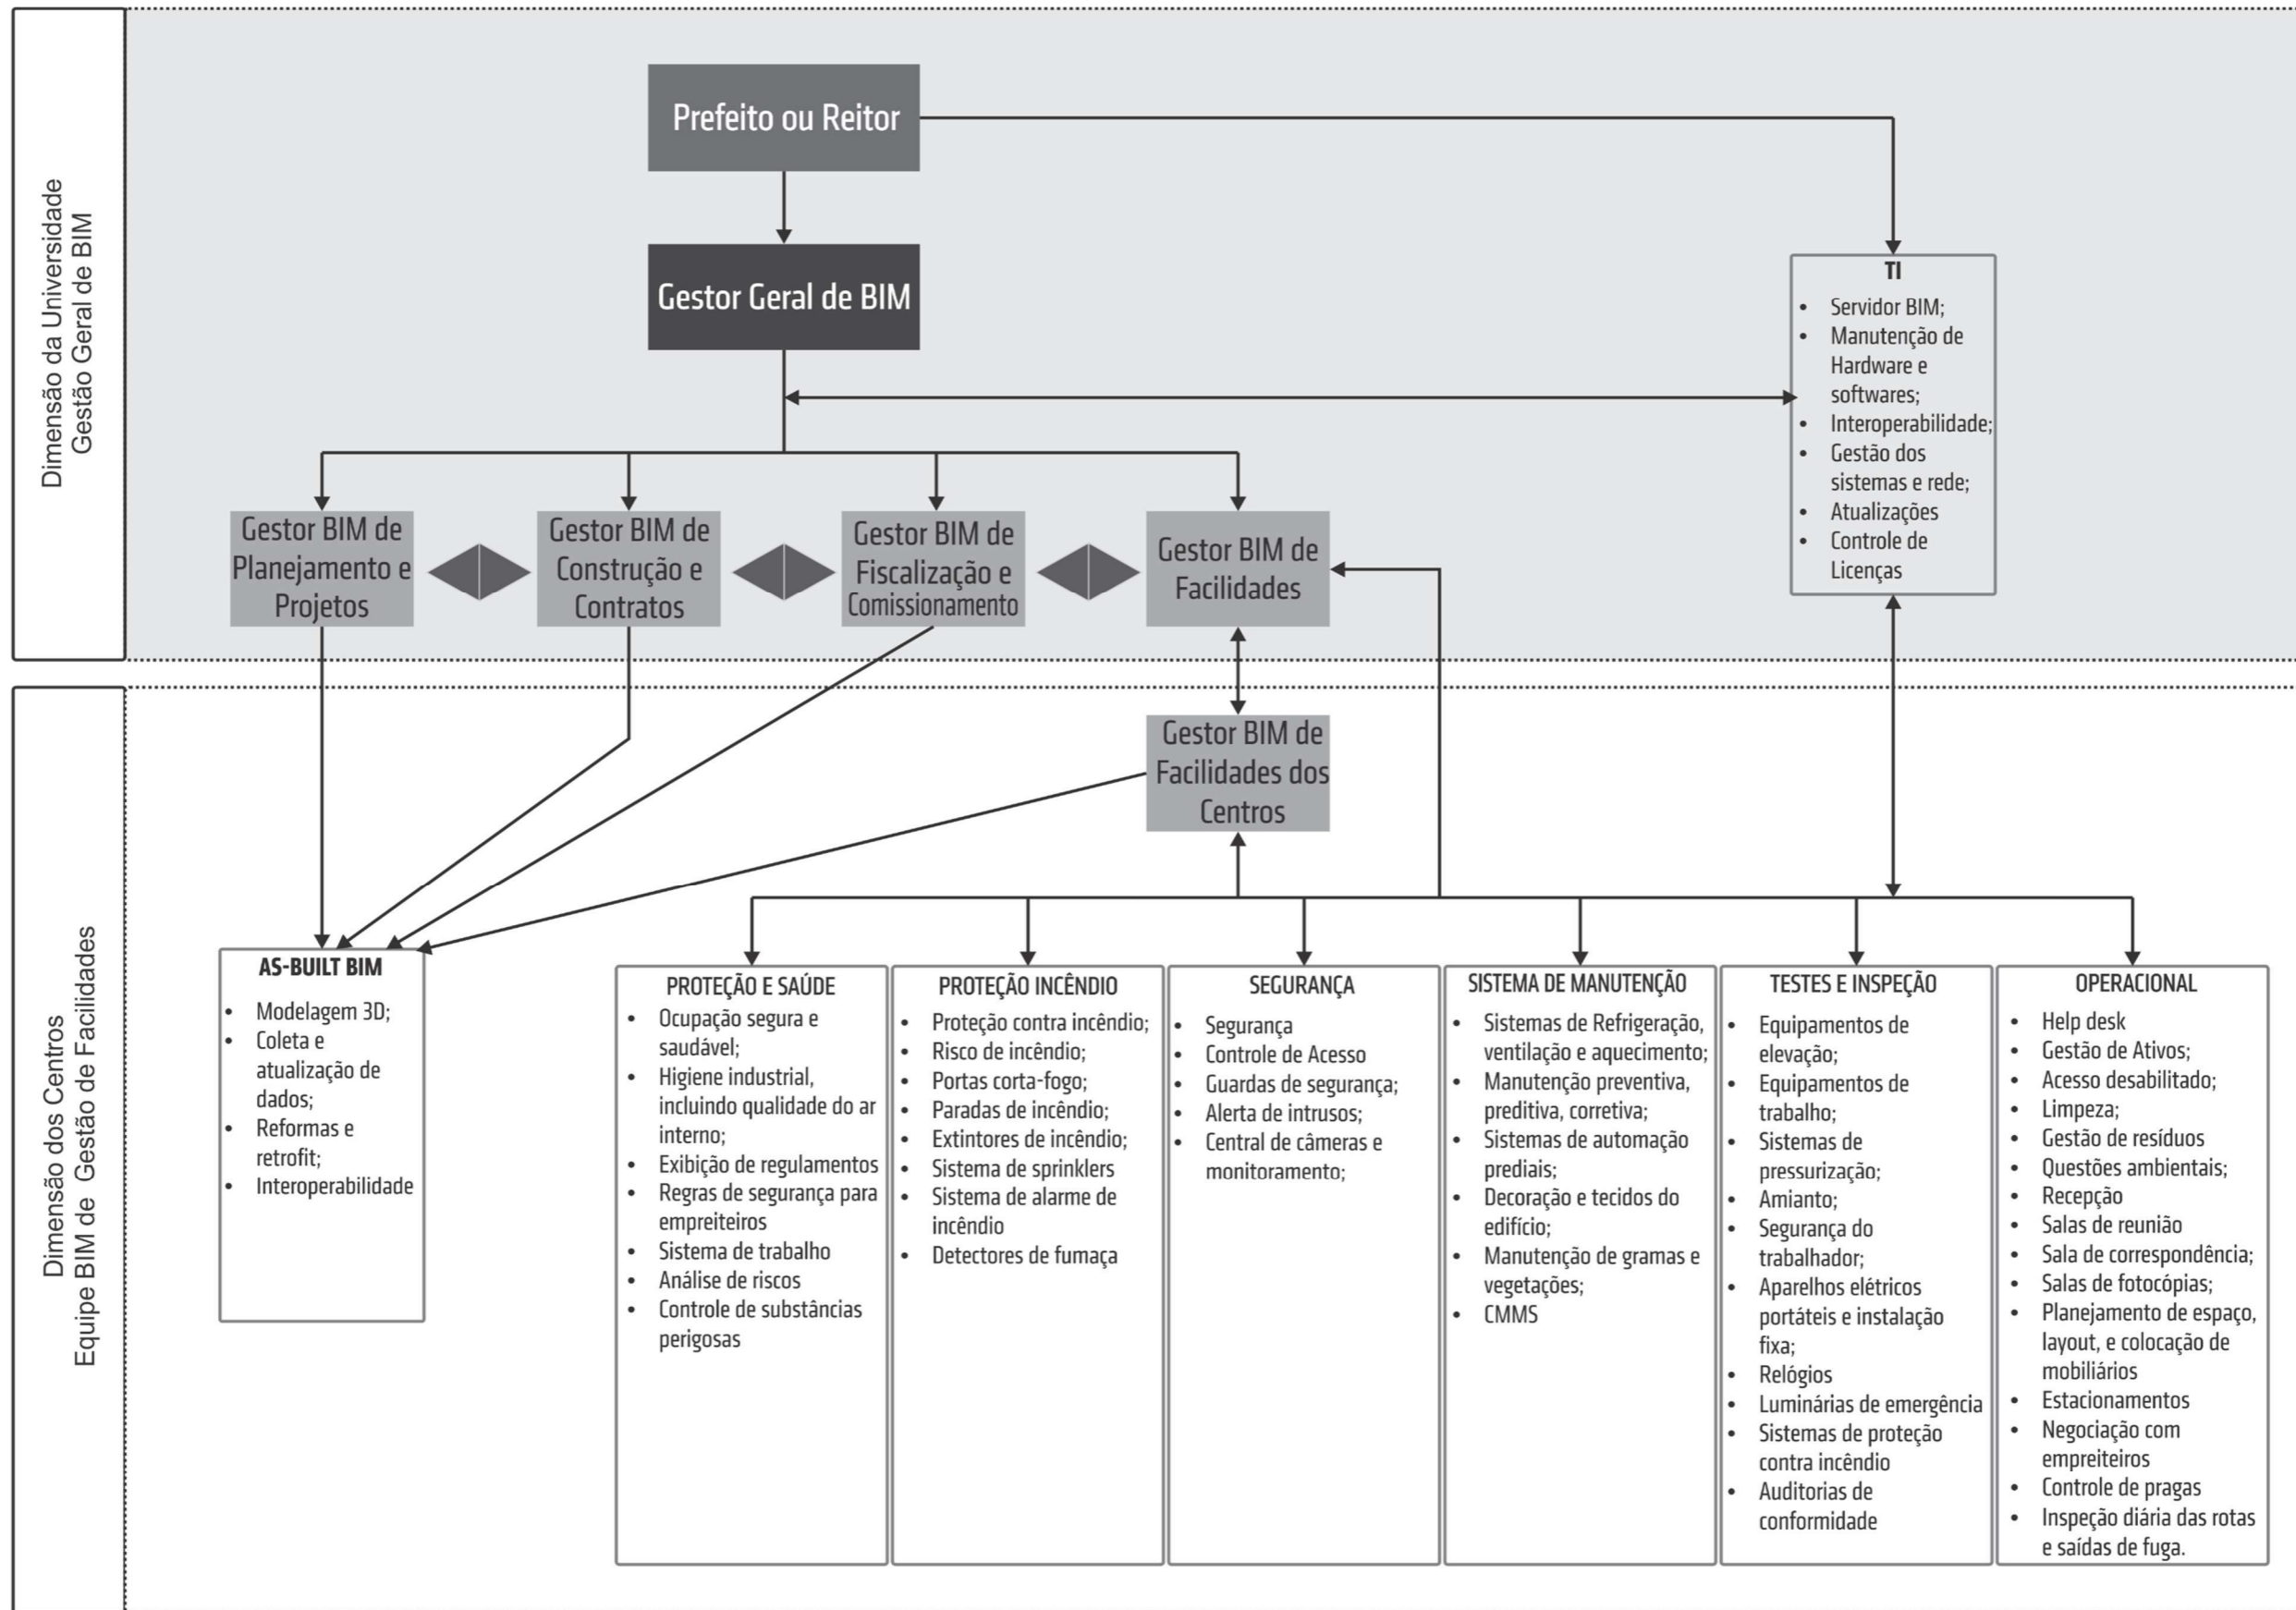 Dimensão da Universidade
Gestão Geral de BIM
Prefeito ou Reitor
Gestor Geral de BIM
TI
• Servidor BIM;
• Manutenção de
Hardware e
softwares;
• Interoperabilidade;
• Gestão dos
sistemas e rede;
• Atualizações
• Controle de
Licenças
Gestor BIM de
Planejamento e
Projetos
Gestor BIM de
Construção e
Contratos
Gestor BIM de
Fiscalização e
Comissionamento
Gestor BIM de
Facilidades
Dimensão dos Centros
Equipe BIM de Gestão de Facilidades
Gestor BIM de
Facilidades dos
Centros
AS-BUILT BIM
• Modelagem 3D;
• Coleta e
atualização de
dados;
• Reformas e
retrofit;
• Interoperabilidade
PROTEÇÃO E SAÚDE
• Ocupação segura e
saudável;
• Higiene industrial,
incluindo qualidade do ar
interno;
• Exibição de regulamentos
• Regras de segurança para
empreiteiros
• Sistema de trabalho
• Análise de riscos
• Controle de substâncias
perigosas
PROTEÇÃO INCÊNDIO
• Proteção contra incêndio;
• Risco de incêndio;
• Portas corta-fogo;
• Paradas de incêndio;
• Extintores de incêndio;
• Sistema de sprinklers
• Sistema de alarme de
incêndio
• Detectores de fumaça
SEGURANÇA
• Segurança
• Controle de Acesso
• Guardas de segurança;
• Alerta de intrusos;
• Central de câmeras e
monitoramento;
SISTEMA DE MANUTENÇÃO
• Sistemas de Refrigeração,
ventilação e aquecimento;
• Manutenção preventiva,
preditiva, corretiva;
• Sistemas de automação
prediais;
• Decoração e tecidos do
edifício;
• Manutenção de gramas e
vegetações;
• CMMS
TESTES E INSPEÇÃO
• Equipamentos de
elevação;
• Equipamentos de
trabalho;
• Sistemas de
pressurização;
• Amianto;
• Segurança do
trabalhador;
• Aparelhos elétricos
portáteis e instalação
fixa;
• Relógios
• Luminárias de emergência
• Sistemas de proteção
contra incêndio
• Auditorias de
conformidade
OPERACIONAL
• Help desk
• Gestão de Ativos;
• Acesso desabilitado;
• Limpeza;
• Gestão de resíduos
• Questões ambientais;
• Recepção
• Salas de reunião
• Sala de correspondência;
• Salas de fotocópias;
• Planejamento de espaço,
layout, e colocação de
mobiliários
• Estacionamentos
• Negociação com
empreiteiros
• Controle de pragas
• Inspeção diária das rotas
e saídas de fuga.